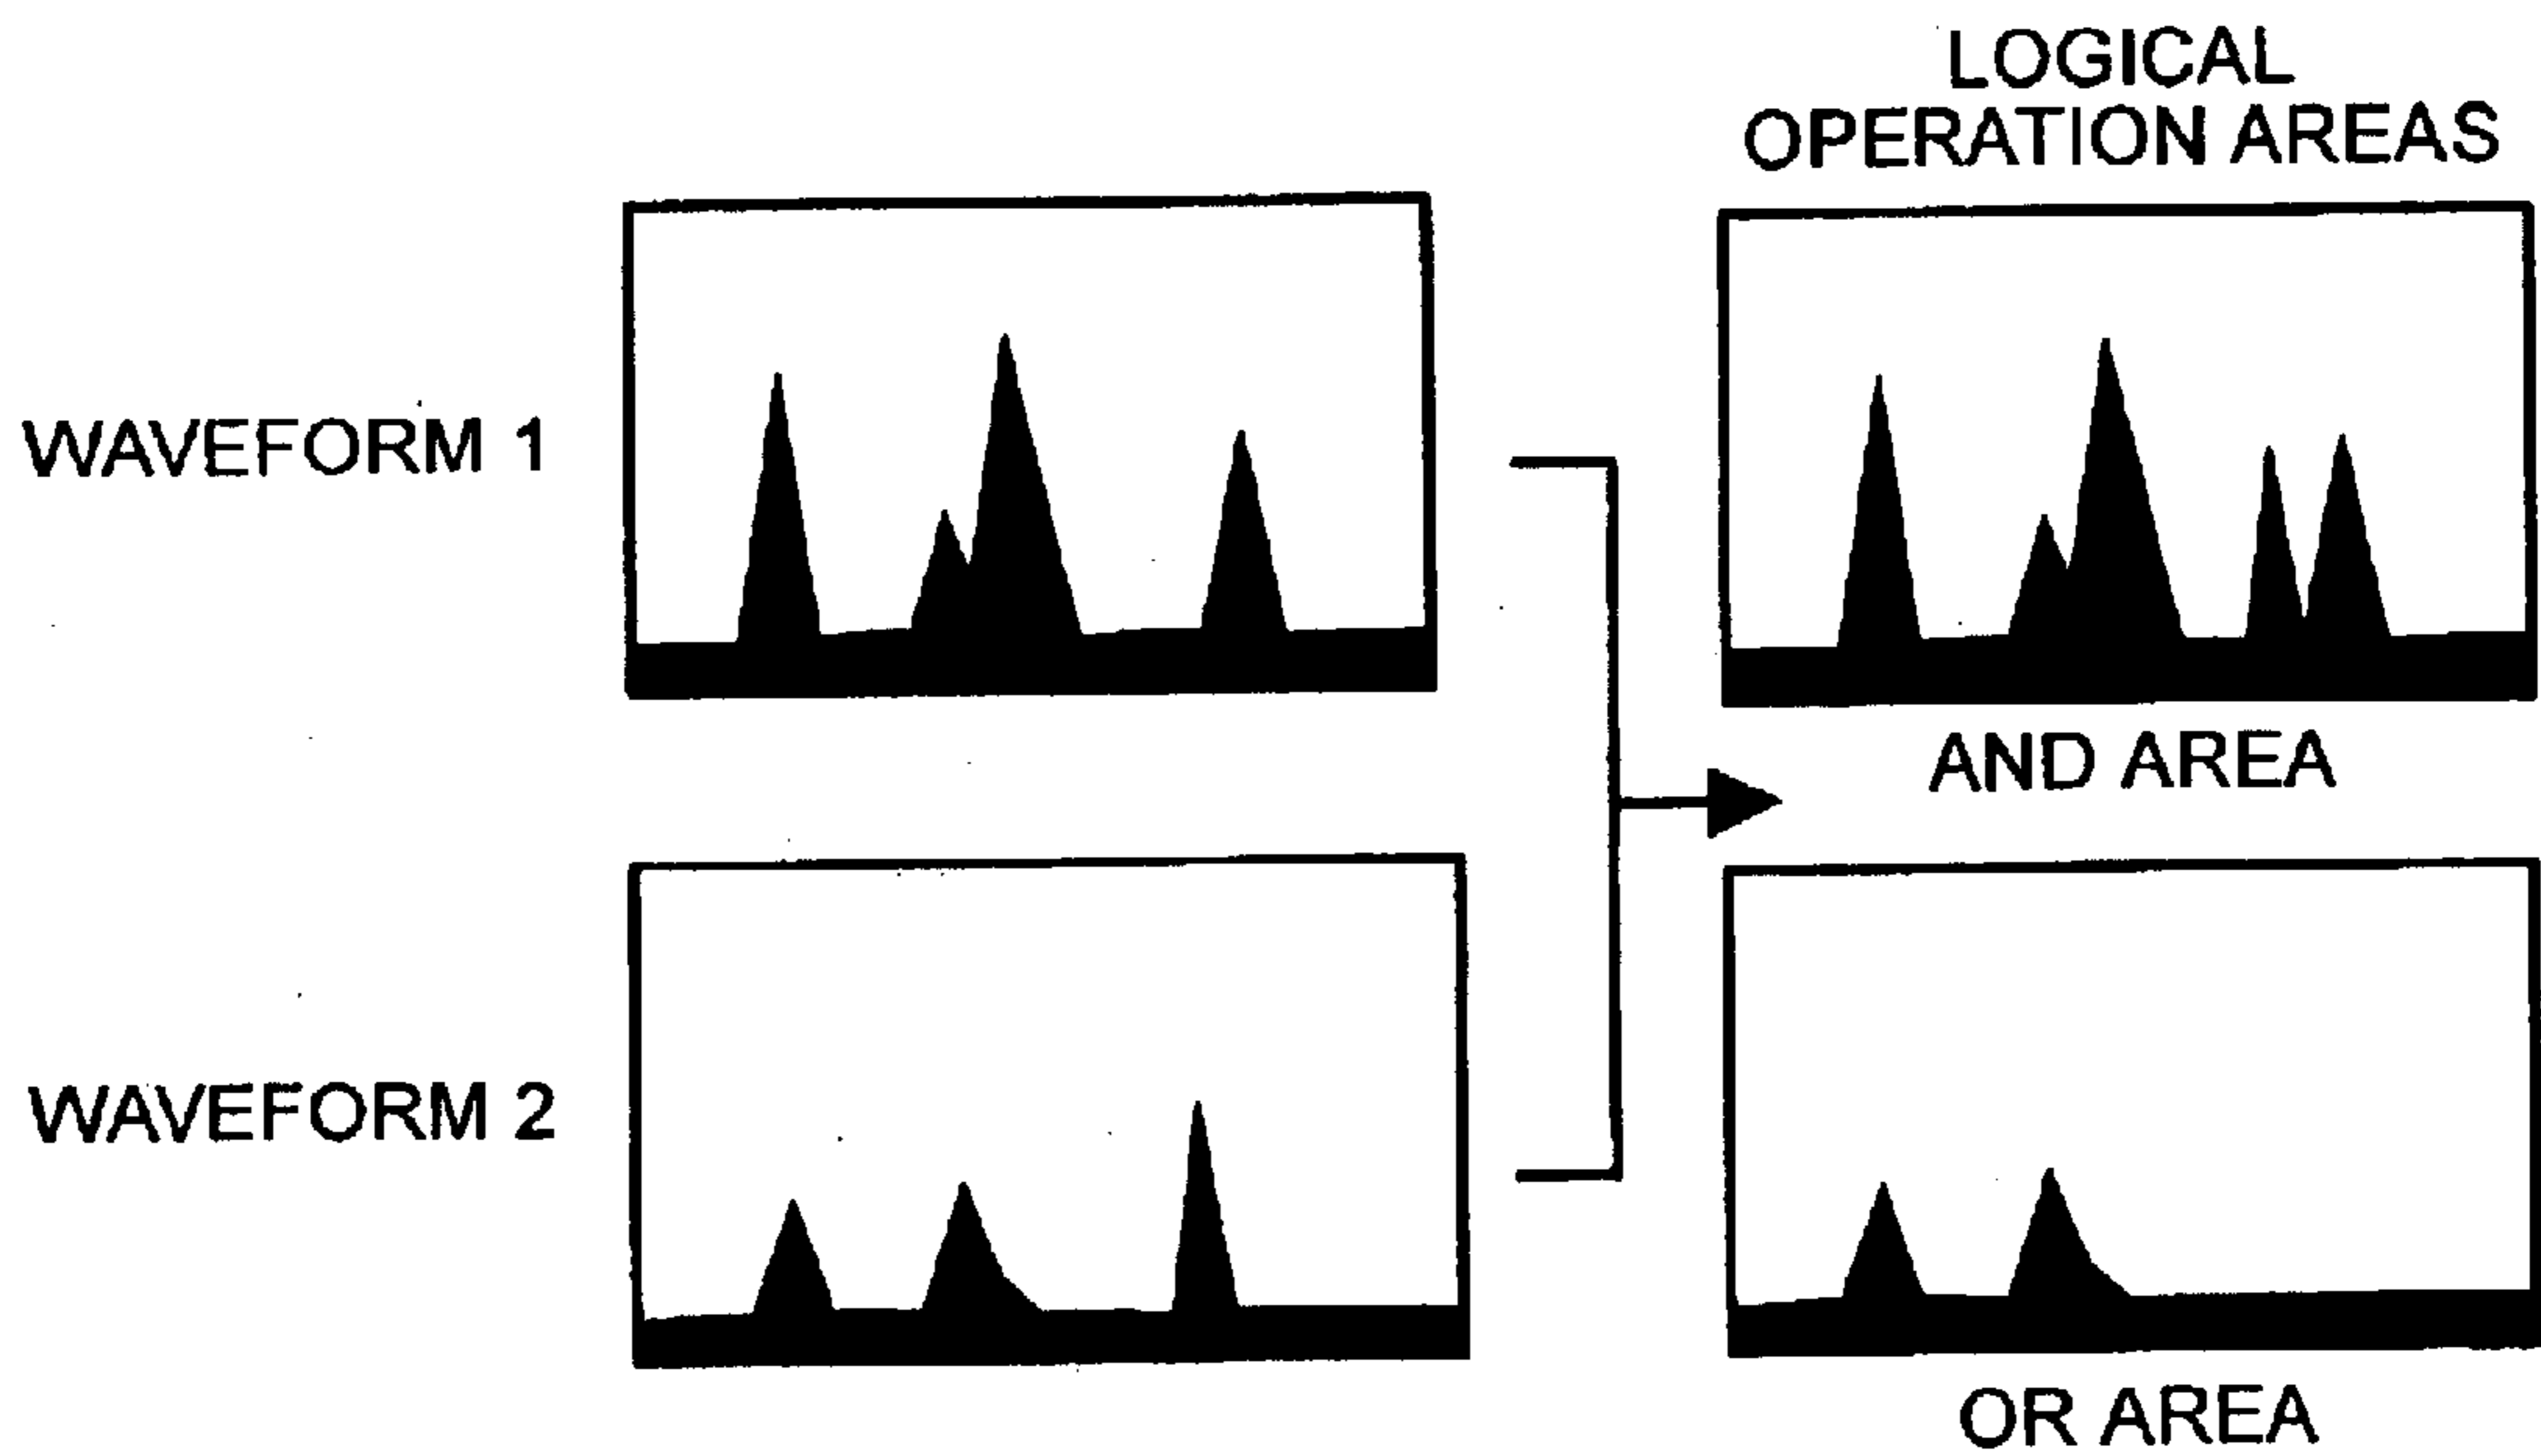 LOGICAL
OPERATION AREAS
WAVEFORM 1
AND AREA
WAVEFORM 2
OR AREA